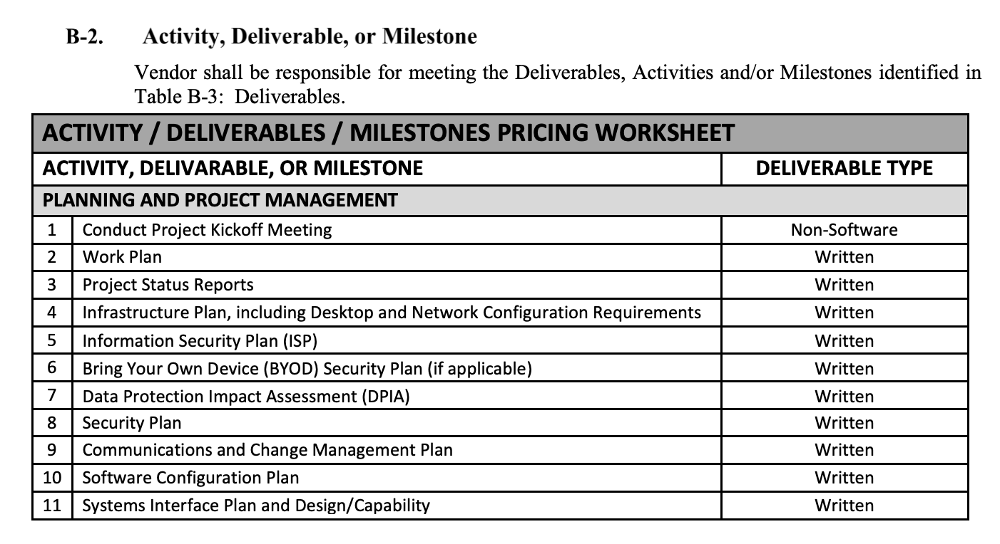 B-2. Activity, Deliverable, or Milestone
Vendor shall be responsible for meeting the Deliverables, Activities and/or Milestones identified in
Table B-3: Deliverables.
ACTIVITY / DELIVERABLES / MILESTONES PRICING WORKSHEET
ACTIVITY, DELIVARABLE, OR MILESTONE DELIVERABLE TYPE
PLANNING AND PROJECT MANAGEMENT
1 Conduct Project Kickoff Meeting Non-Software
2 Work Plan Written
3 Project Status Reports Written
4 Infrastructure Plan, including Desktop and Network Configuration Requirements Written
5 Information Security Plan (ISP) Written
6 Bring Your Own Device (BYOD) Security Plan (if applicable) Written
7 Data Protection Impact Assessment (DPIA) Written
8 Security Plan Written
9 Communications and Change Management Plan Written
10 Software Configuration Plan Written
11 Systems Interface Plan and Design/Capability Written